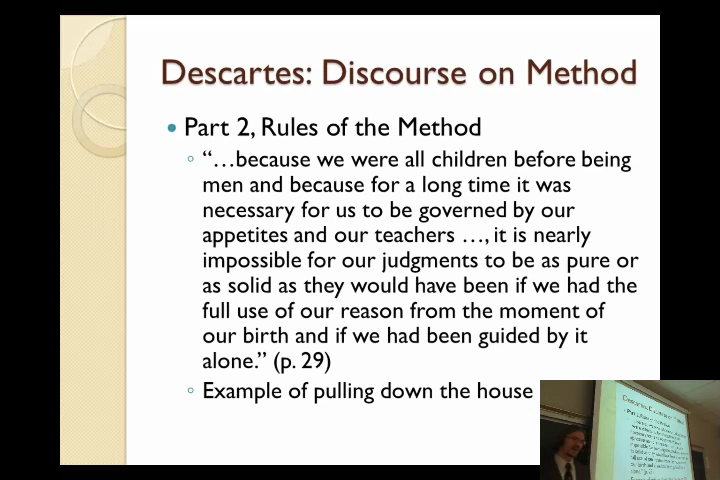 Descartes: Discourse on Method
Part 2, Rules of the Method
“…because we were all children before being
men and because for a long time it was
necessary for us to be governed by our
appetites and our teachers …, it is nearly
impossible for our judgments to be as pure or
as solid as they would have been if we had the
full use of our reason from the moment of
our birth and if we had been guided by it
alone.” (p. 29)
Example of pulling down the house